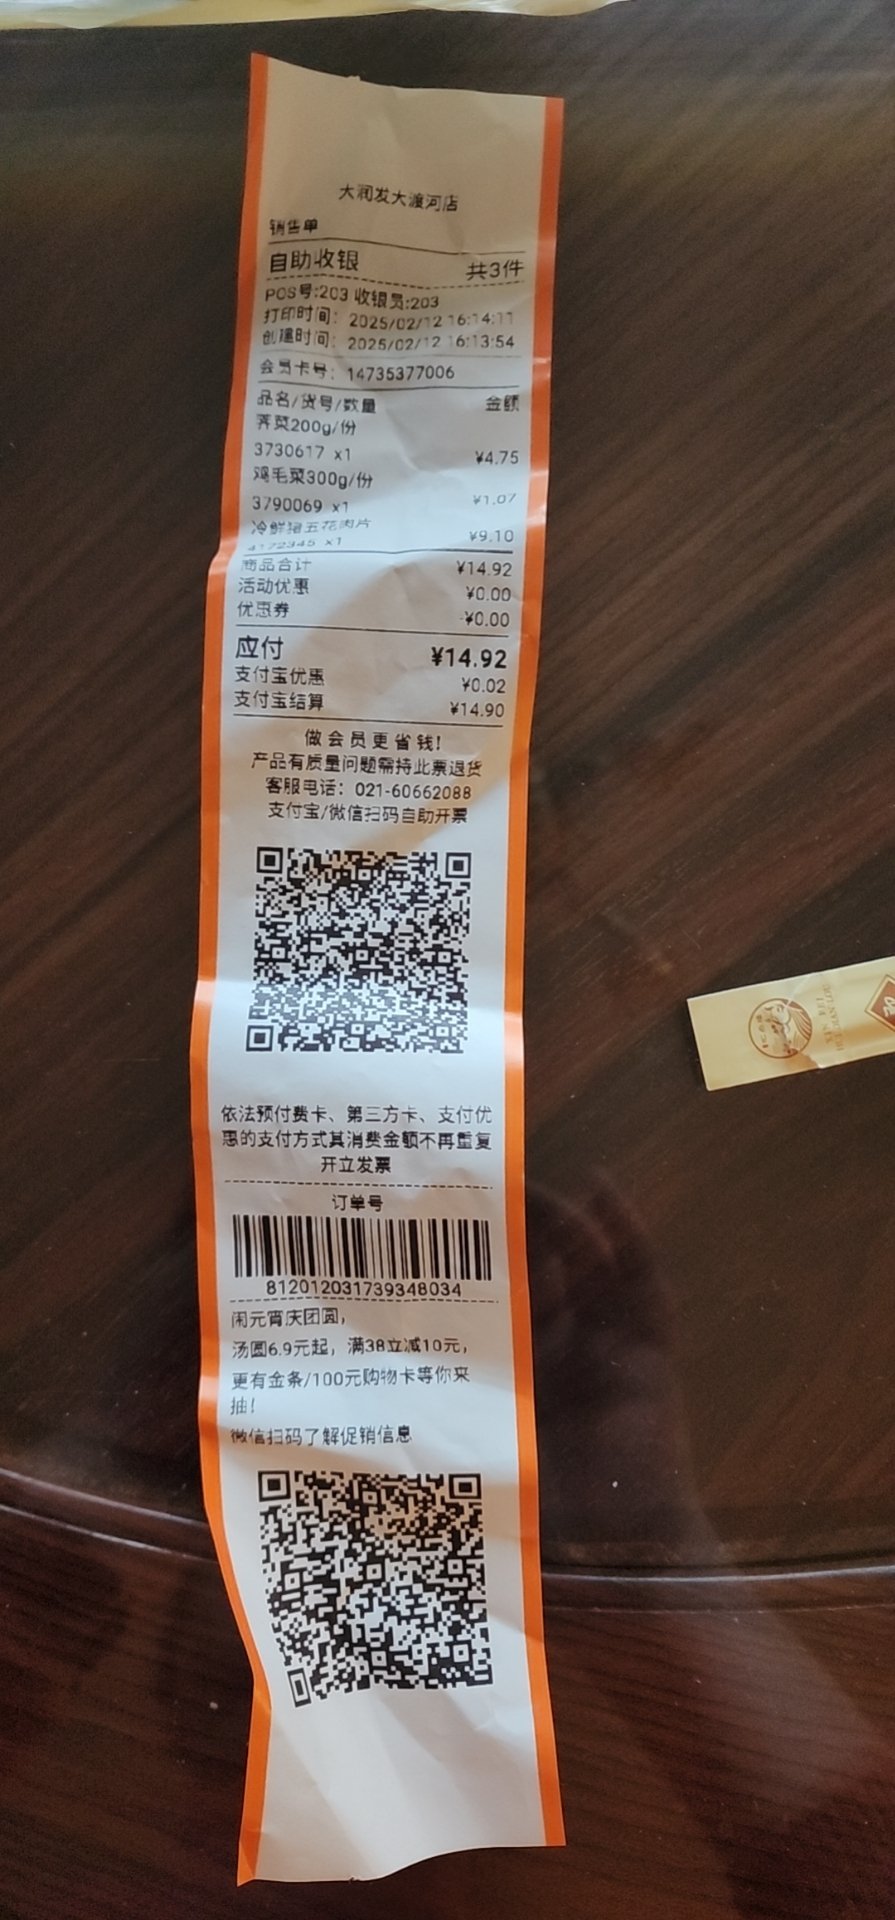 大润发大渡河店
销售单
自助收银 共3件
POS号:203 收银员:203
打印时间: 2025/02/12 16:14:11
创建时间: 2025/02/12 16:13:54
会员卡号: 14735377006
品名/货号/数量 金额
荠菜200g/份
3730617 x1 ¥4.75
鸡毛菜300g/份
3790069 x1 ¥1.07
冷鲜猪五花肉片
4172345 x1 ¥9.10
商品合计 ¥14.92
活动优惠 ¥0.00
优惠券 -¥0.00
应付 ¥14.92
支付宝优惠 ¥0.02
支付宝结算 ¥14.90
做会员更省钱!
产品有质量问题需持此票退货
客服电话: 021-60662088
支付宝/微信扫码自助开票
依法预付费卡、第三方卡、支付优
惠的支付方式其消费金额不再重复
开立发票
订单号
812012031739348034
闹元宵庆团圆,
汤圆6.9元起, 满38立减10元,
更有金条/100元购物卡等你来
抽!
微信扫码了解促销信息